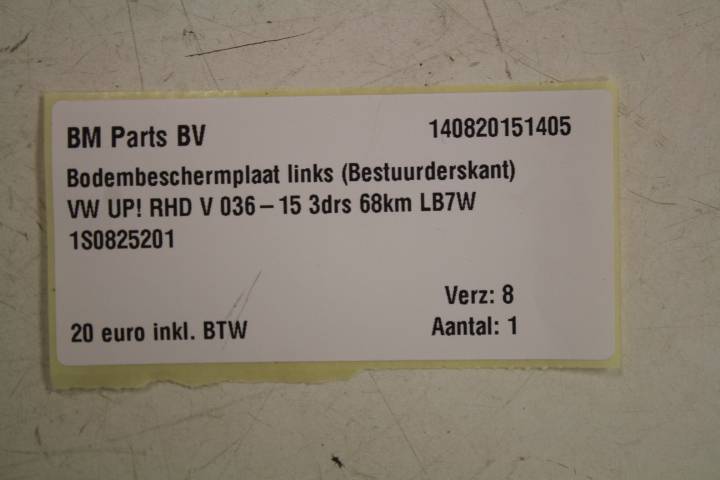 BM Parts BV 140820151405
Bodembeschermplaat links (Bestuurderskant)
VW UP! RHD V 036 – 15 3drs 68km LB7W
1S0825201
Verz: 8
20 euro inkl. BTW Aantal: 1